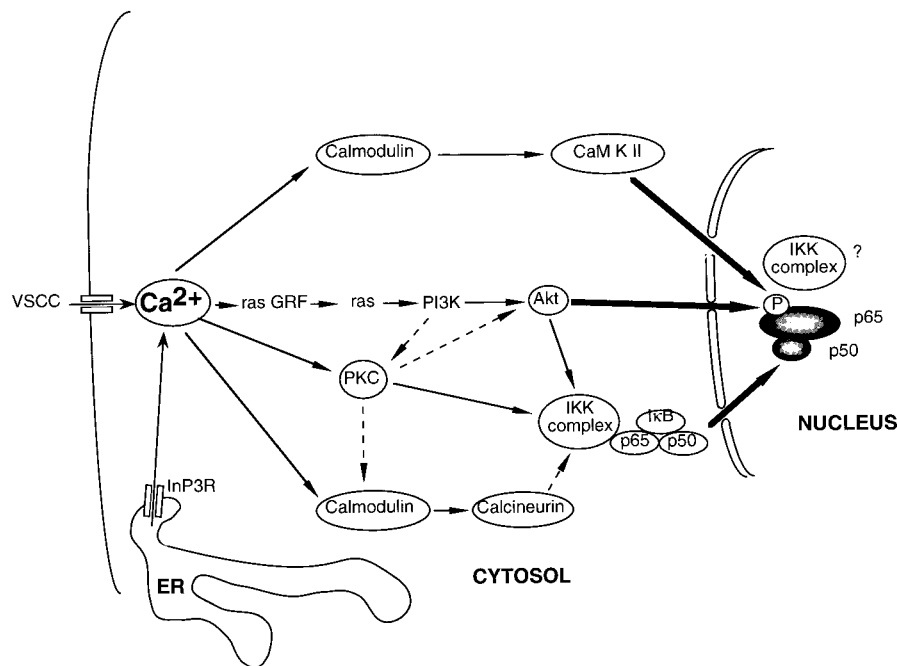 Calmodulin
CaM K II
IKK
complex
?
VSCC
Ca2+
ras GRF
ras
PI3K
Akt
P
p65
p50
PKC
IKK
complex
IκB
p65
p50
NUCLEUS
InP3R
Calmodulin
Calcineurin
ER
CYTOSOL